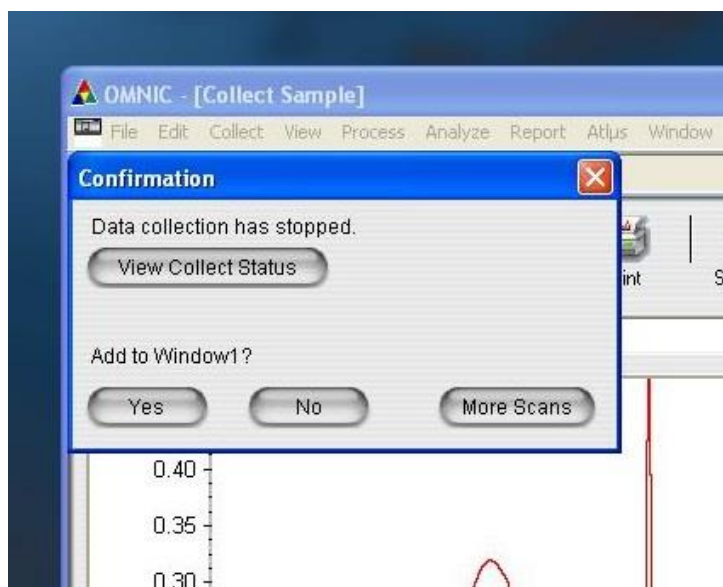 OMNIC - [Collect Sample]
File Edit Collect View Process Analyze Report Atlμs Window
Confirmation
Data collection has stopped.
View Collect Status
int
S
Add to Window1?
Yes No More Scans
0.40
0.35
0.30